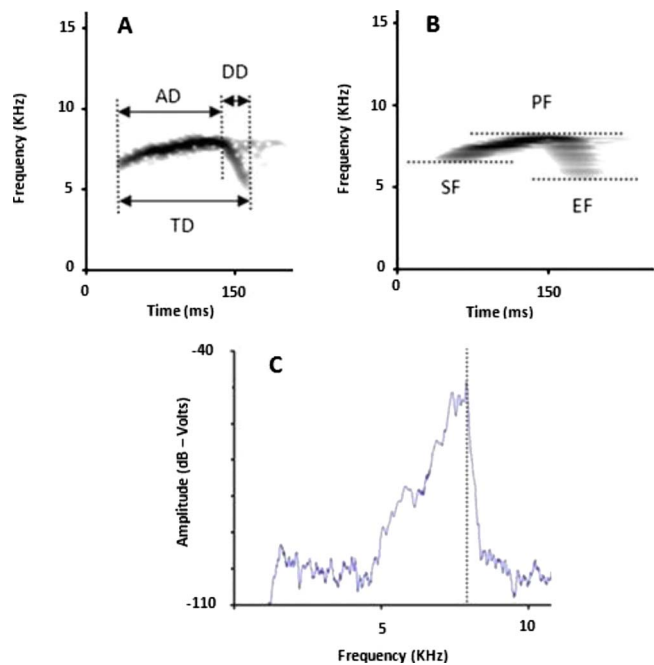 A
15
10
5
0
Frequency (KHz)
AD
DD
TD
0
150
Time (ms)
B
15
10
5
0
Frequency (KHz)
PF
SF
EF
0
150
Time (ms)
C
-40
-110
Amplitude (dB – Volts)
5
10
Frequency (KHz)